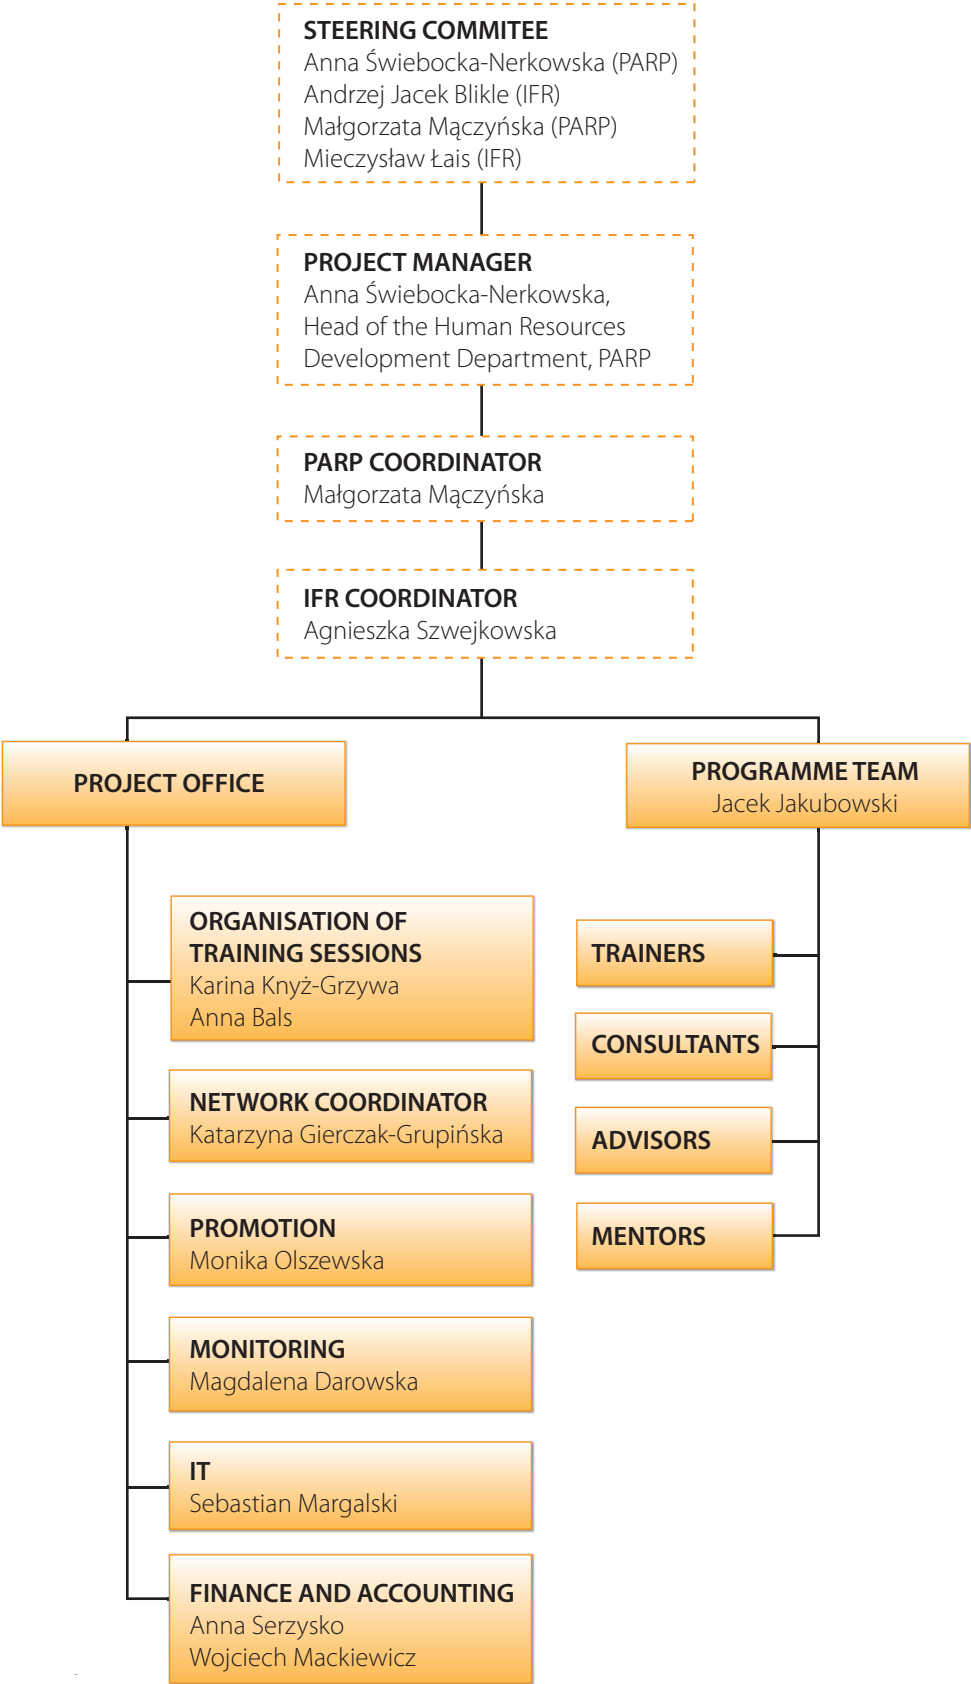 STEERING COMMITEE
Anna Świebocka-Nerkowska (PARP)
Andrzej Jacek Blikle (IFR)
Małgorzata Mączyńska (PARP)
Mieczysław Łais (IFR)
PROJECT MANAGER
Anna Świebocka-Nerkowska,
Head of the Human Resources
Development Department, PARP
PARP COORDINATOR
Małgorzata Mączyńska
IFR COORDINATOR
Agnieszka Szwejkowska
PROJECT OFFICE
ORGANISATION OF
TRAINING SESSIONS
Karina Knyż-Grzywa
Anna Bals
NETWORK COORDINATOR
Katarzyna Gierczak-Grupińska
PROMOTION
Monika Olszewska
MONITORING
Magdalena Darowska
IT
Sebastian Margalski
FINANCE AND ACCOUNTING
Anna Serzysko
Wojciech Mackiewicz
PROGRAMME TEAM
Jacek Jakubowski
TRAINERS
CONSULTANTS
ADVISORS
MENTORS